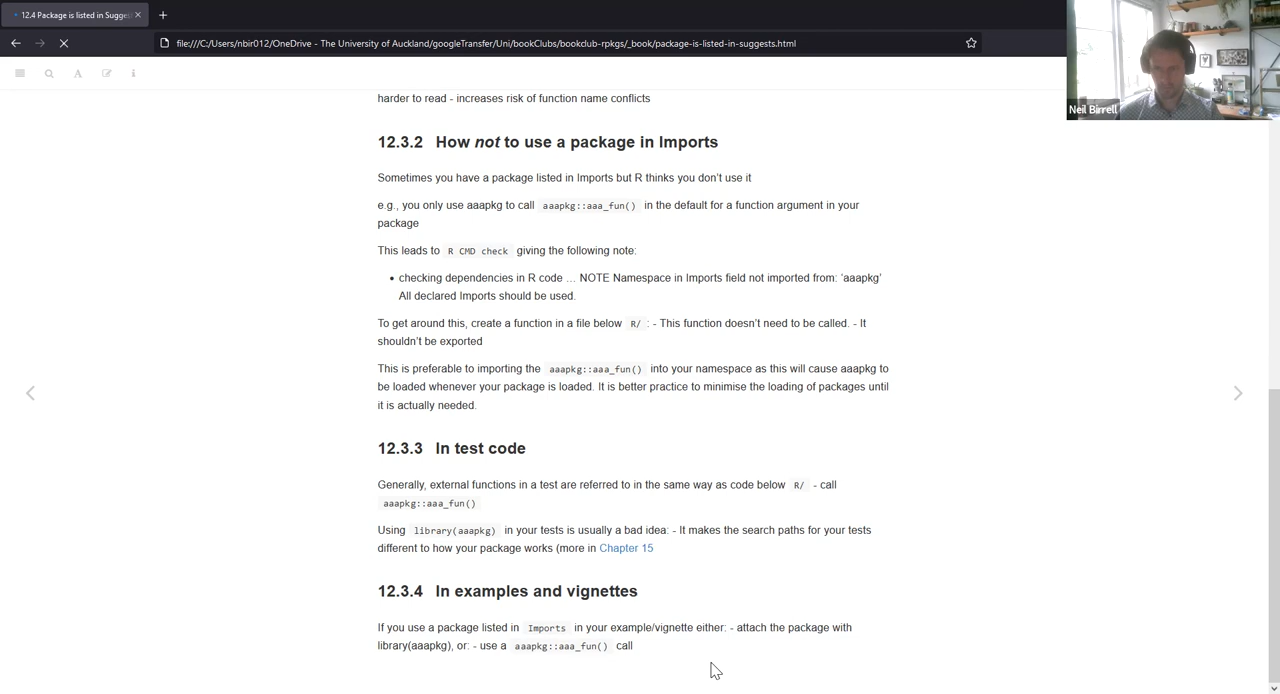 12.4 Package is listed in Sugges
file:///C:/Users/nbir012/OneDrive - The University of Auckland/googleTransfer/Uni/bookClubs/bookclub-rpkgs/_book/package-is-listed-in-suggests.html
Neil Birrell
harder to read - increases risk of function name conflicts
12.3.2 How not to use a package in Imports
Sometimes you have a package listed in Imports but R thinks you don't use it
e.g., you only use aaapkg to call aaapkg::aaa_fun() in the default for a function argument in your
package
This leads to R CMD check giving the following note:
• checking dependencies in R code … NOTE Namespace in Imports field not imported from: 'aaapkg'
All declared Imports should be used.
To get around this, create a function in a file below R/ : - This function doesn't need to be called. - It
shouldn't be exported
This is preferable to importing the aaapkg::aaa_fun() into your namespace as this will cause aaapkg to
be loaded whenever your package is loaded. It is better practice to minimise the loading of packages until
it is actually needed.
12.3.3 In test code
Generally, external functions in a test are referred to in the same way as code below R/ - call
aaapkg::aaa_fun()
Using library(aaapkg) in your tests is usually a bad idea: - It makes the search paths for your tests
different to how your package works (more in Chapter 15
12.3.4 In examples and vignettes
If you use a package listed in Imports in your example/vignette either: - attach the package with
library(aaapkg), or: - use a aaapkg::aaa_fun() call